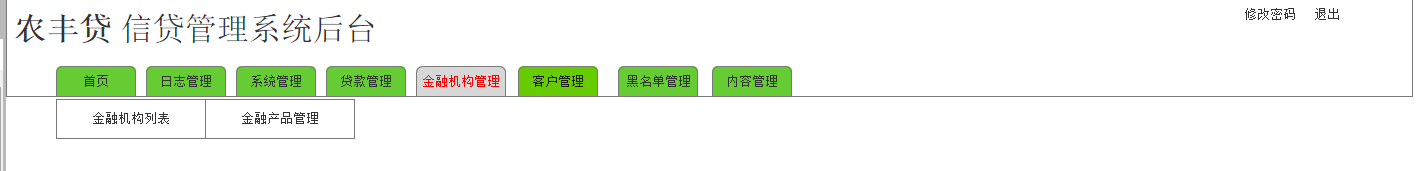 农丰贷 信贷管理系统后台
修改密码 退出
首页 日志管理 系统管理 贷款管理 金融机构管理 客户管理 黑名单管理 内容管理
金融机构列表 金融产品管理